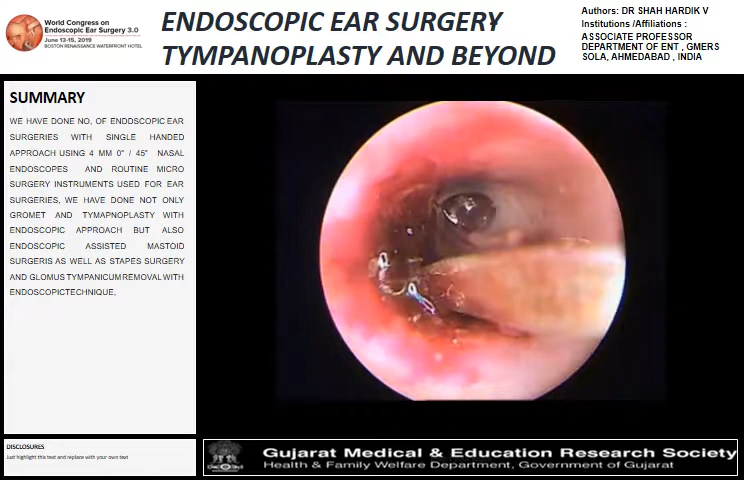 World Congress on
Endoscopic Ear Surgery 3.0
June 13-15, 2019
BOSTON RENAISSANCE WATERFRONT HOTEL
ENDOSCOPIC EAR SURGERY
TYMPANOPLASTY AND BEYOND
Authors: DR SHAH HARDIK V
Institutions /Affiliations :
ASSOCIATE PROFESSOR
DEPARTMENT OF ENT , GMERS
SOLA, AHMEDABAD , INDIA
SUMMARY
WE HAVE DONE NO, OF ENDDSCOPIC EAR
SURGERIES WITH SINGLE HANDED
APPROACH USING 4 MM 0" / 45" NASAL
ENDOSCOPES AND ROUTINE MICRO
SURGERY INSTRUMENTS USED FOR EAR
SURGERIES, WE HAVE DONE NOT ONLY
GROMET AND TYMAPNOPLASTY WITH
ENDOSCOPIC APPROACH BUT ALSO
ENDOSCOPIC ASSISTED MASTOID
SURGERIS AS WELL AS STAPES SURGERY
AND GLOMUS TYMPANICUM REMOVAL WITH
ENDOSCOPIC TECHNIQUE,
DISCLOSURES
Just highlight this text and replace with your own text
Gujarat Medical & Education Research Society
Health & Family Welfare Department, Government of Gujarat